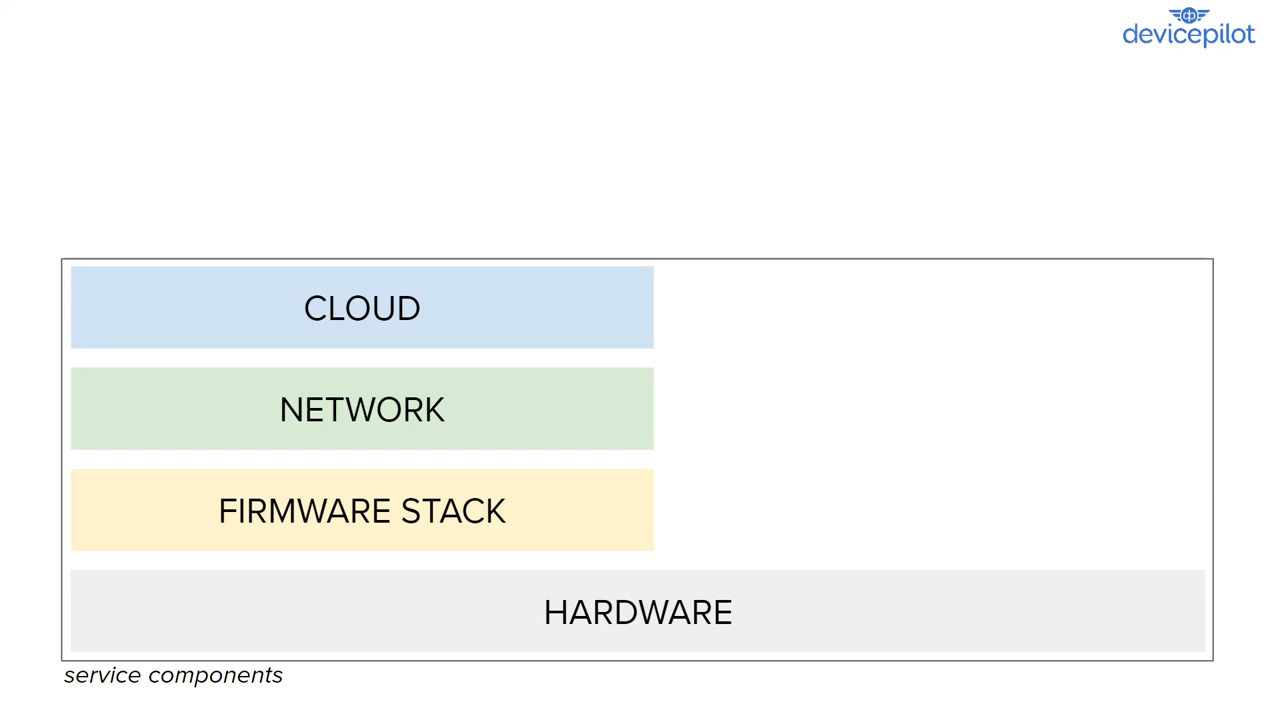 devicepilot
CLOUD
NETWORK
FIRMWARE STACK
HARDWARE
service components